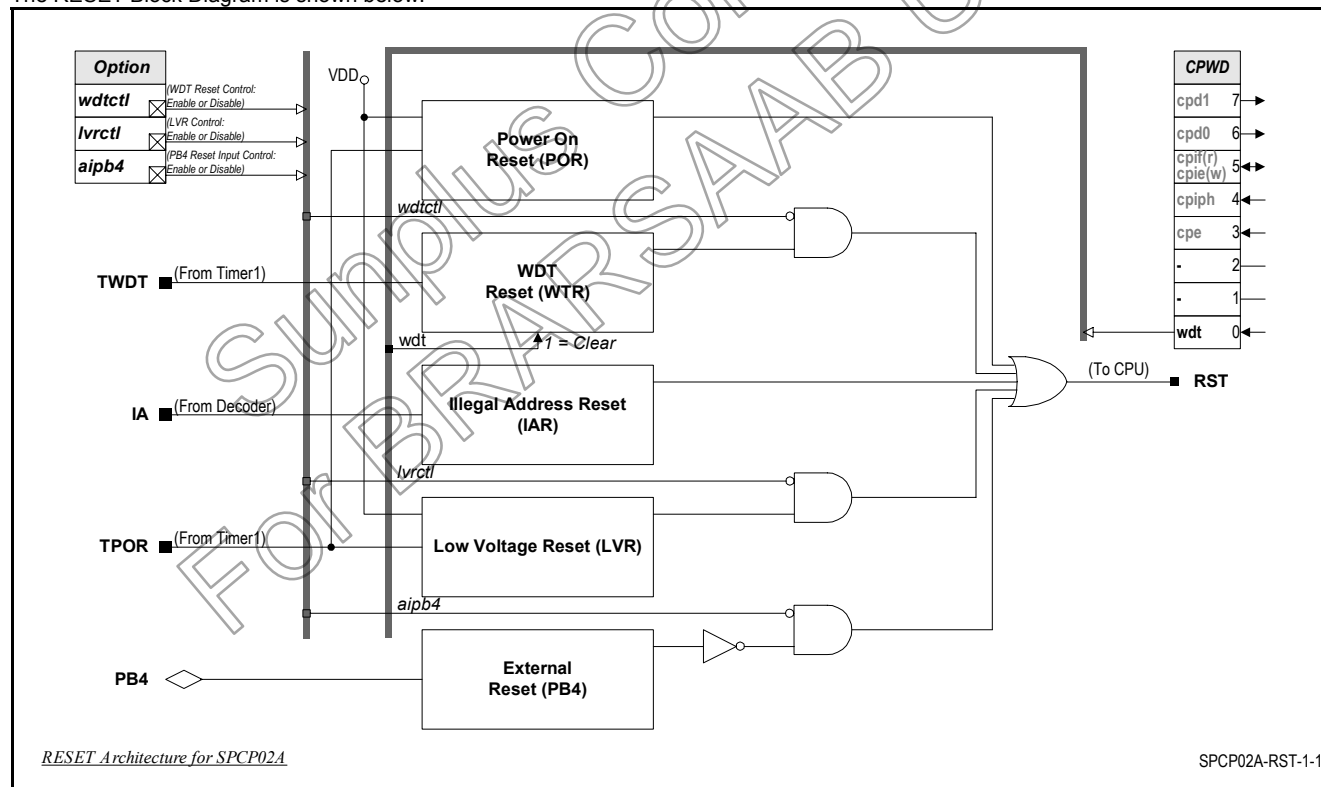 The RESET Block Diagram is shown below.
Option
wdtctl
(WDT Reset Control:
Enable or Disable)
lvrctl
(LVR Control:
Enable or Disable)
aipb4
(PB4 Reset Input Control:
Enable or Disable)
VDD
Power On
Reset (POR)
wdtctl
TWDT
(From Timer1)
WDT
Reset (WTR)
wdt
1 = Clear
IA
(From Decoder)
Illegal Address Reset
(IAR)
lvrctl
TPOR
(From Timer1)
Low Voltage Reset (LVR)
aipb4
PB4
External
Reset (PB4)
CPWD
cpd1 7
cpd0 6
cpif(r)
cpie(w) 5
cpiph 4
cpe 3
- 2
- 1
wdt 0
(To CPU)
RST
Sunplus
For BRARSAAB
RESET Architecture for SPCP02A
SPCP02A-RST-1-1